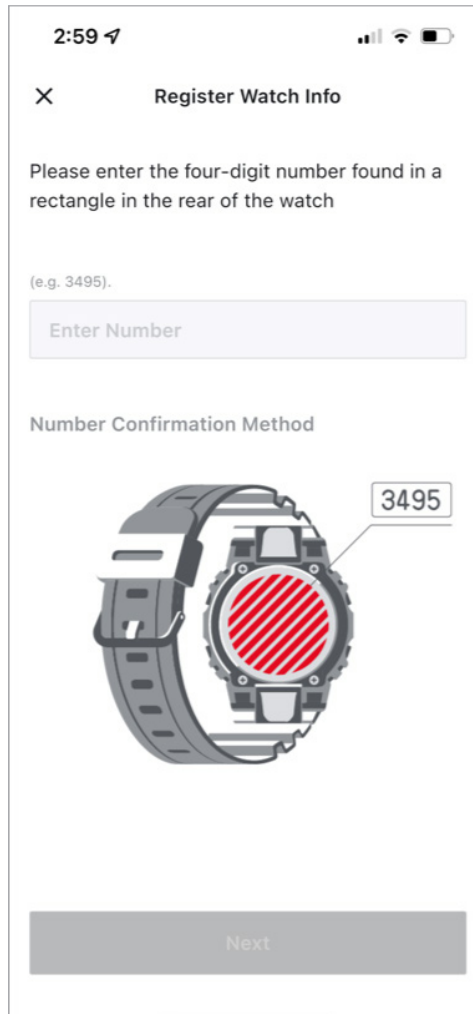 2:59
Register Watch Info
Please enter the four-digit number found in a
rectangle in the rear of the watch
(e.g. 3495).
Enter Number
Number Confirmation Method
3495
Next